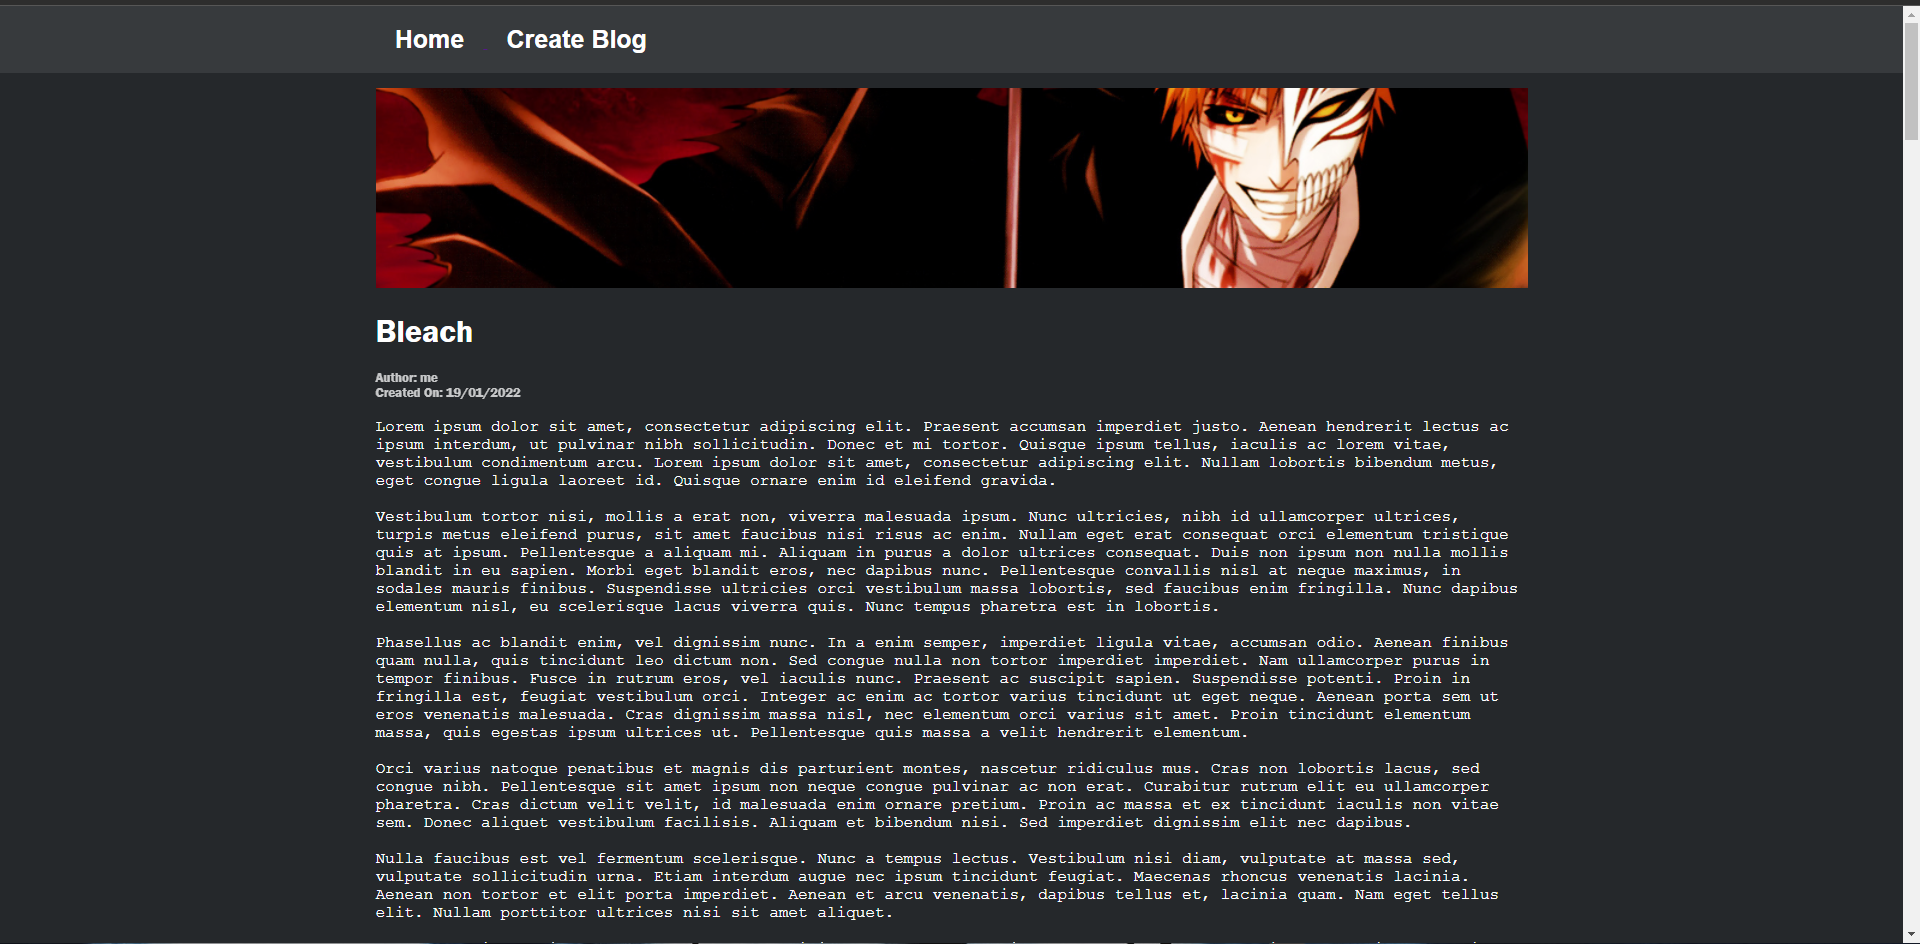 Home Create Blog
Bleach
Author: me
Created On: 19/01/2022
Lorem ipsum dolor sit amet, consectetur adipiscing elit. Praesent accumsan imperdiet justo. Aenean hendrerit lectus ac
ipsum interdum, ut pulvinar nibh sollicitudin. Donec et mi tortor. Quisque ipsum tellus, iaculis ac lorem vitae,
vestibulum condimentum arcu. Lorem ipsum dolor sit amet, consectetur adipiscing elit. Nullam lobortis bibendum metus,
eget congue ligula laoreet id. Quisque ornare enim id eleifend gravida.
Vestibulum tortor nisi, mollis a erat non, viverra malesuada ipsum. Nunc ultricies, nibh id ullamcorper ultrices,
turpis metus eleifend purus, sit amet faucibus nisi risus ac enim. Nullam eget erat consequat orci elementum tristique
quis at ipsum. Pellentesque a aliquam mi. Aliquam in purus a dolor ultrices consequat. Duis non ipsum non nulla mollis
blandit in eu sapien. Morbi eget blandit eros, nec dapibus nunc. Pellentesque convallis nisl at neque maximus, in
sodales mauris finibus. Suspendisse ultricies orci vestibulum massa lobortis, sed faucibus enim fringilla. Nunc dapibus
elementum nisl, eu scelerisque lacus viverra quis. Nunc tempus pharetra est in lobortis.
Phasellus ac blandit enim, vel dignissim nunc. In a enim semper, imperdiet ligula vitae, accumsan odio. Aenean finibus
quam nulla, quis tincidunt leo dictum non. Sed congue nulla non tortor imperdiet imperdiet. Nam ullamcorper purus in
tempor finibus. Fusce in rutrum eros, vel iaculis nunc. Praesent ac suscipit sapien. Suspendisse potenti. Proin in
fringilla est, feugiat vestibulum orci. Integer ac enim ac tortor varius tincidunt ut eget neque. Aenean porta sem ut
eros venenatis malesuada. Cras dignissim massa nisl, nec elementum orci varius sit amet. Proin tincidunt elementum
massa, quis egestas ipsum ultrices ut. Pellentesque quis massa a velit hendrerit elementum.
Orci varius natoque penatibus et magnis dis parturient montes, nascetur ridiculus mus. Cras non lobortis lacus, sed
congue nibh. Pellentesque sit amet ipsum non neque congue pulvinar ac non erat. Curabitur rutrum elit eu ullamcorper
pharetra. Cras dictum velit velit, id malesuada enim ornare pretium. Proin ac massa et ex tincidunt iaculis non vitae
sem. Donec aliquet vestibulum facilisis. Aliquam et bibendum nisi. Sed imperdiet dignissim elit nec dapibus.
Nulla faucibus est vel fermentum scelerisque. Nunc a tempus lectus. Vestibulum nisi diam, vulputate at massa sed,
vulputate sollicitudin urna. Etiam interdum augue nec ipsum tincidunt feugiat. Maecenas rhoncus venenatis lacinia.
Aenean non tortor et elit porta imperdiet. Aenean et arcu venenatis, dapibus tellus et, lacinia quam. Nam eget tellus
elit. Nullam porttitor ultrices nisi sit amet aliquet.